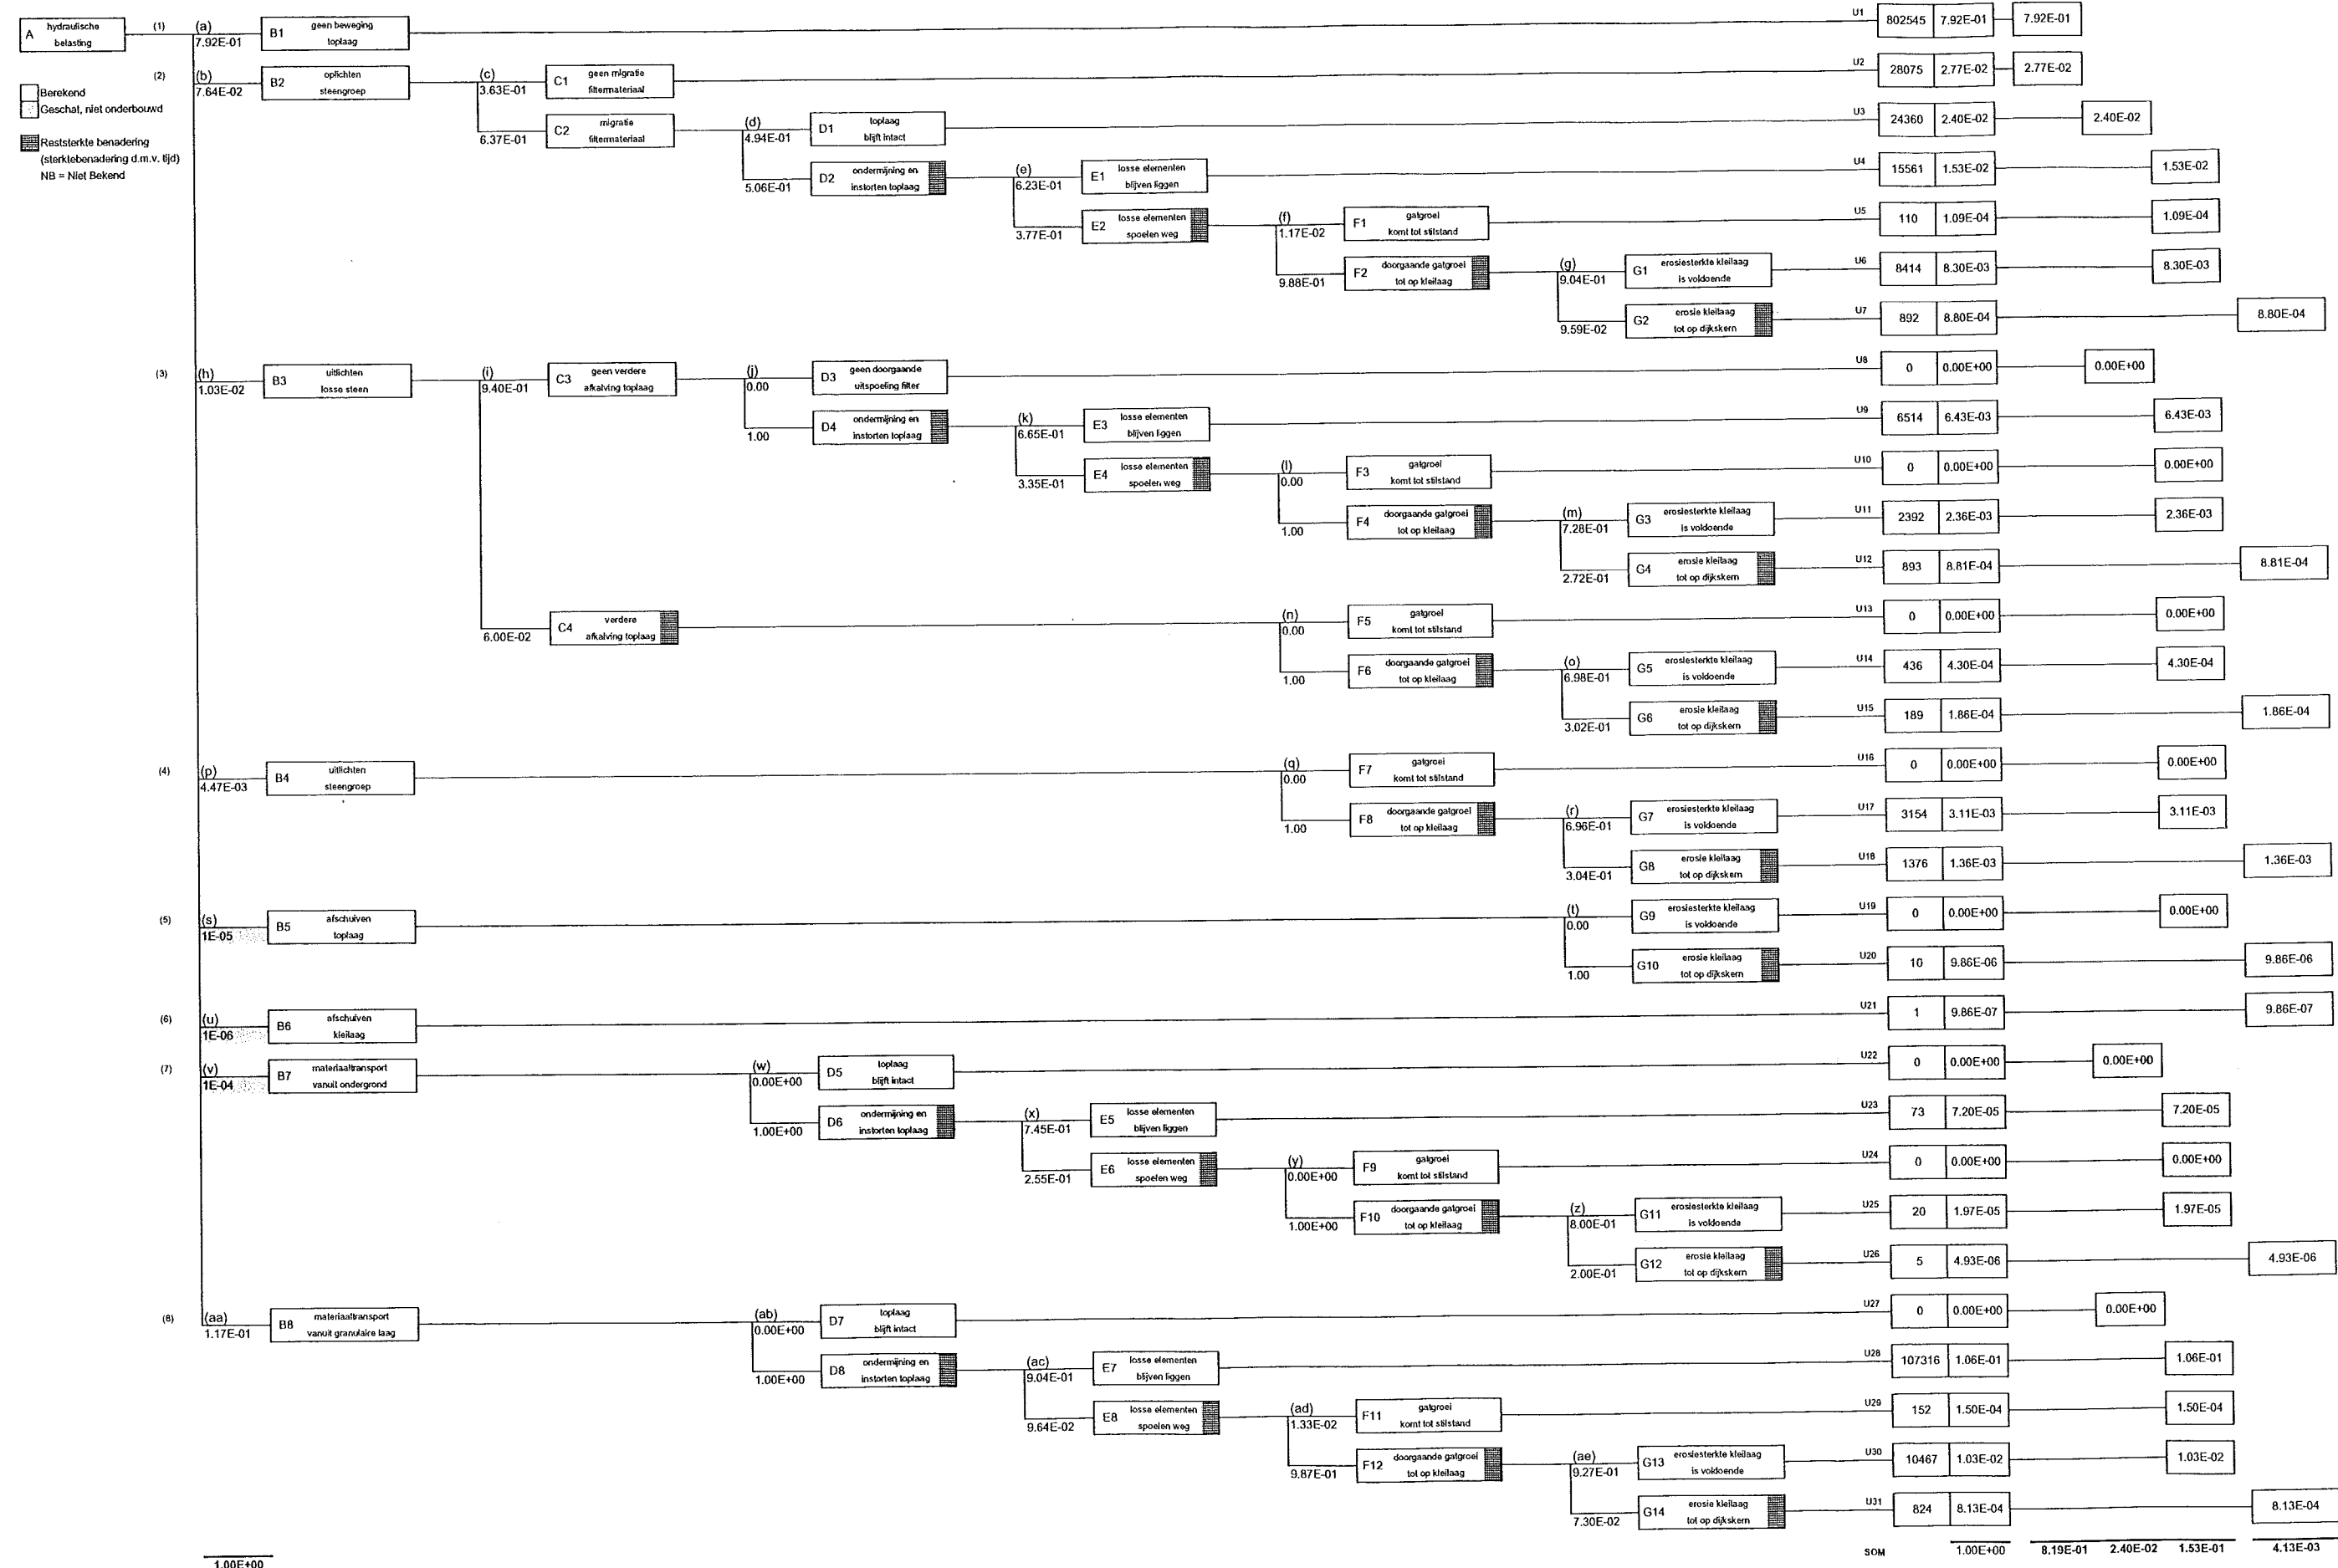 A hydraulische belasting
(1)
(a)
7.92E-01
B1 geen beweging toplaag
U1
802545 7.92E-01 7.92E-01
(2)
(b)
7.64E-02
B2 oplichten steengroep
(c)
3.63E-01
C1 geen migratie filtermateriaal
U2
28075 2.77E-02 2.77E-02
Berekend
Geschat, niet onderbouwd
Reststerkte benadering
(sterktebenadering d.m.v. tijd)
NB = Niet Bekend
6.37E-01
C2 migratie filtermateriaal
(d)
4.94E-01
D1 toplaag blijft intact
U3
24360 2.40E-02 2.40E-02
5.06E-01
D2 ondermijning en instorten toplaag
(e)
6.23E-01
E1 losse elementen blijven liggen
U4
15561 1.53E-02 1.53E-02
3.77E-01
E2 losse elementen spoelen weg
(f)
1.17E-02
F1 gatgroei komt tot stilstand
U5
110 1.09E-04 1.09E-04
9.88E-01
F2 doorgaande gatgroei tot op kleilaag
(g)
9.04E-01
G1 erosiesterkte kleilaag is voldoende
U6
8414 8.30E-03 8.30E-03
9.59E-02
G2 erosie kleilaag tot op dijkskern
U7
892 8.80E-04 8.80E-04
(3)
(h)
1.03E-02
B3 uitlichten losse steen
(i)
9.40E-01
C3 geen verdere afkalving toplaag
(j)
0.00
D3 geen doorgaande uitspoeling filter
U8
0 0.00E+00 0.00E+00
1.00
D4 ondermijning en instorten toplaag
(k)
6.65E-01
E3 losse elementen blijven liggen
U9
6514 6.43E-03 6.43E-03
3.35E-01
E4 losse elementen spoelen weg
(l)
0.00
F3 gatgroei komt tot stilstand
U10
0 0.00E+00 0.00E+00
1.00
F4 doorgaande gatgroei tot op kleilaag
(m)
7.28E-01
G3 erosiesterkte kleilaag is voldoende
U11
2392 2.36E-03 2.36E-03
2.72E-01
G4 erosie kleilaag tot op dijkskern
U12
893 8.81E-04 8.81E-04
6.00E-02
C4 verdere afkalving toplaag
(n)
0.00
F5 gatgroei komt tot stilstand
U13
0 0.00E+00 0.00E+00
1.00
F6 doorgaande gatgroei tot op kleilaag
(o)
6.98E-01
G5 erosiesterkte kleilaag is voldoende
U14
436 4.30E-04 4.30E-04
3.02E-01
G6 erosie kleilaag tot op dijkskern
U15
189 1.86E-04 1.86E-04
(4)
(p)
4.47E-03
B4 uitlichten steengroep
(q)
0.00
F7 gatgroei komt tot stilstand
U16
0 0.00E+00 0.00E+00
1.00
F8 doorgaande gatgroei tot op kleilaag
(r)
6.96E-01
G7 erosiesterkte kleilaag is voldoende
U17
3154 3.11E-03 3.11E-03
3.04E-01
G8 erosie kleilaag tot op dijkskern
U18
1376 1.36E-03 1.36E-03
(5)
(s)
1E-05
B5 afschuiven toplaag
(t)
0.00
G9 erosiesterkte kleilaag is voldoende
U19
0 0.00E+00 0.00E+00
1.00
G10 erosie kleilaag tot op dijkskern
U20
10 9.86E-06 9.86E-06
(6)
(u)
1E-06
B6 afschuiven kleilaag
U21
1 9.86E-07 9.86E-07
(7)
(v)
1E-04
B7 materiaaltransport vanuit ondergrond
(w)
0.00E+00
D5 toplaag blijft intact
U22
0 0.00E+00 0.00E+00
1.00E+00
D6 ondermijning en instorten toplaag
(x)
7.45E-01
E5 losse elementen blijven liggen
U23
73 7.20E-05 7.20E-05
2.55E-01
E6 losse elementen spoelen weg
(y)
0.00E+00
F9 gatgroei komt tot stilstand
U24
0 0.00E+00 0.00E+00
1.00E+00
F10 doorgaande gatgroei tot op kleilaag
(z)
8.00E-01
G11 erosiesterkte kleilaag is voldoende
U25
20 1.97E-05 1.97E-05
2.00E-01
G12 erosie kleilaag tot op dijkskern
U26
5 4.93E-06 4.93E-06
(8)
(aa)
1.17E-01
B8 materiaaltransport vanuit granulaire laag
(ab)
0.00E+00
D7 toplaag blijft intact
U27
0 0.00E+00 0.00E+00
1.00E+00
D8 ondermijning en instorten toplaag
(ac)
9.04E-01
E7 losse elementen blijven liggen
U28
107316 1.06E-01 1.06E-01
9.64E-02
E8 losse elementen spoelen weg
(ad)
1.33E-02
F11 gatgroei komt tot stilstand
U29
152 1.50E-04 1.50E-04
9.87E-01
F12 doorgaande gatgroei tot op kleilaag
(ae)
9.27E-01
G13 erosiesterkte kleilaag is voldoende
U30
10467 1.03E-02 1.03E-02
7.30E-02
G14 erosie kleilaag tot op dijkskern
U31
824 8.13E-04 8.13E-04
1.00E+00
SOM 1.00E+00 8.19E-01 2.40E-02 1.53E-01 4.13E-03